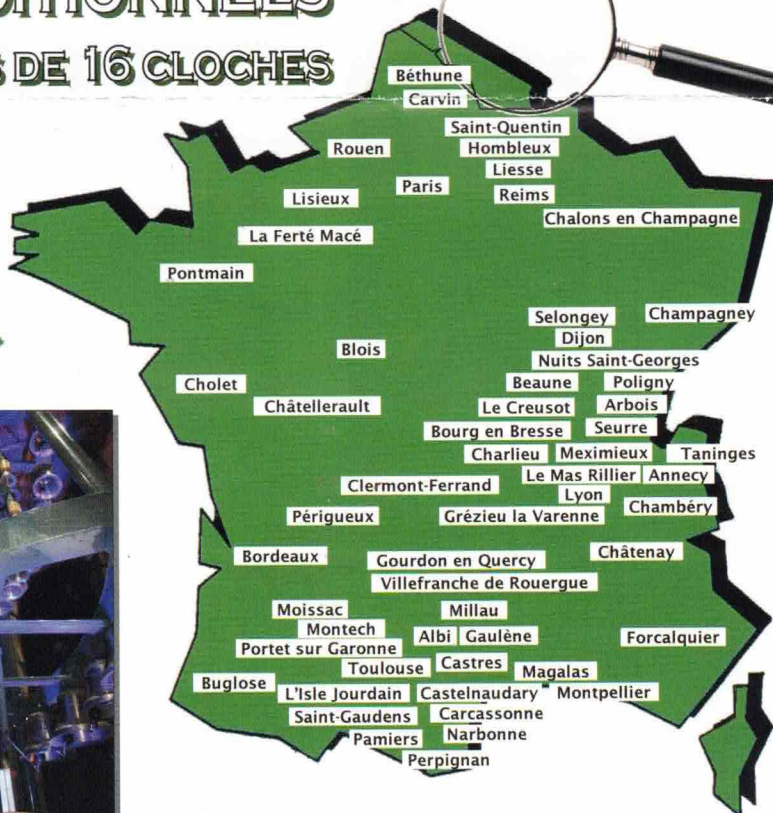 DE 16 CLOCHES
Béthune
Carvin
Saint-Quentin
Rouen
Hombleux
Liesse
Paris
Lisieux
Reims
Chalons en Champagne
La Ferté Macé
Pontmain
Selongey
Champagney
Dijon
Blois
Nuits Saint-Georges
Cholet
Beaune
Poligny
Châtellerault
Le Creusot
Arbois
Bourg en Bresse
Seurre
Charlieu
Meximieux
Taninges
Le Mas Rillier
Annecy
Clermont-Ferrand
Lyon
Chambéry
Périgueux
Grézieu la Varenne
Bordeaux
Gourdon en Quercy
Châtenay
Villefranche de Rouergue
Moissac
Millau
Montech
Albi
Gaulène
Forcalquier
Portet sur Garonne
Toulouse
Castres
Magalas
Buglose
L'Isle Jourdain
Castelnaudary
Montpellier
Saint-Gaudens
Carcassonne
Pamiers
Narbonne
Perpignan